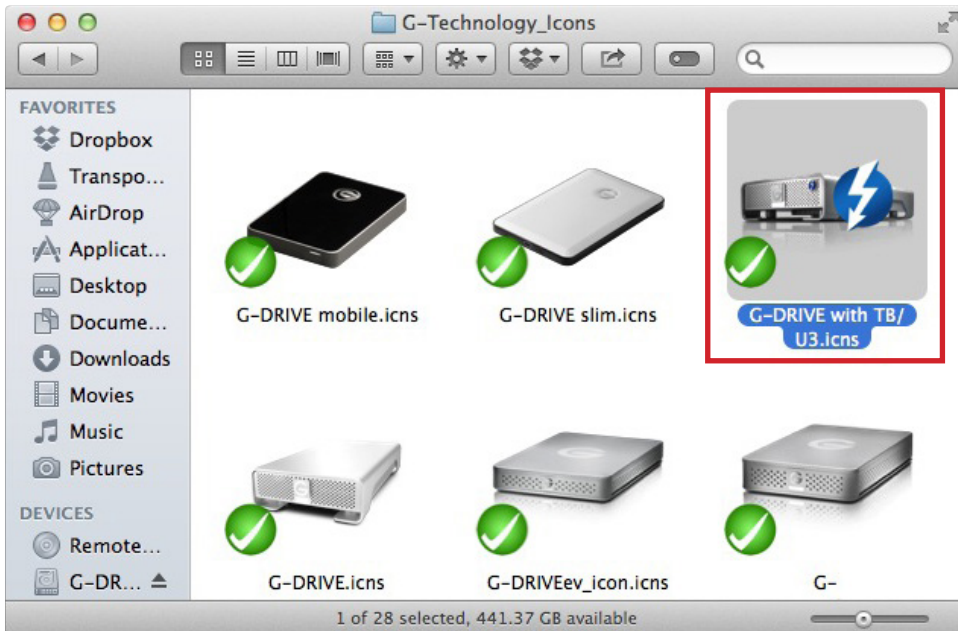 G-Technology_Icons
FAVORITES
Dropbox
Transpo...
AirDrop
Applicat...
Desktop
Docume...
Downloads
Movies
Music
Pictures
DEVICES
Remote...
G-DR...
G-DRIVE mobile.icns
G-DRIVE slim.icns
G-DRIVE with TB/
U3.icns
G-DRIVE.icns
G-DRIVEev_icon.icns
G-
1 of 28 selected, 441.37 GB available